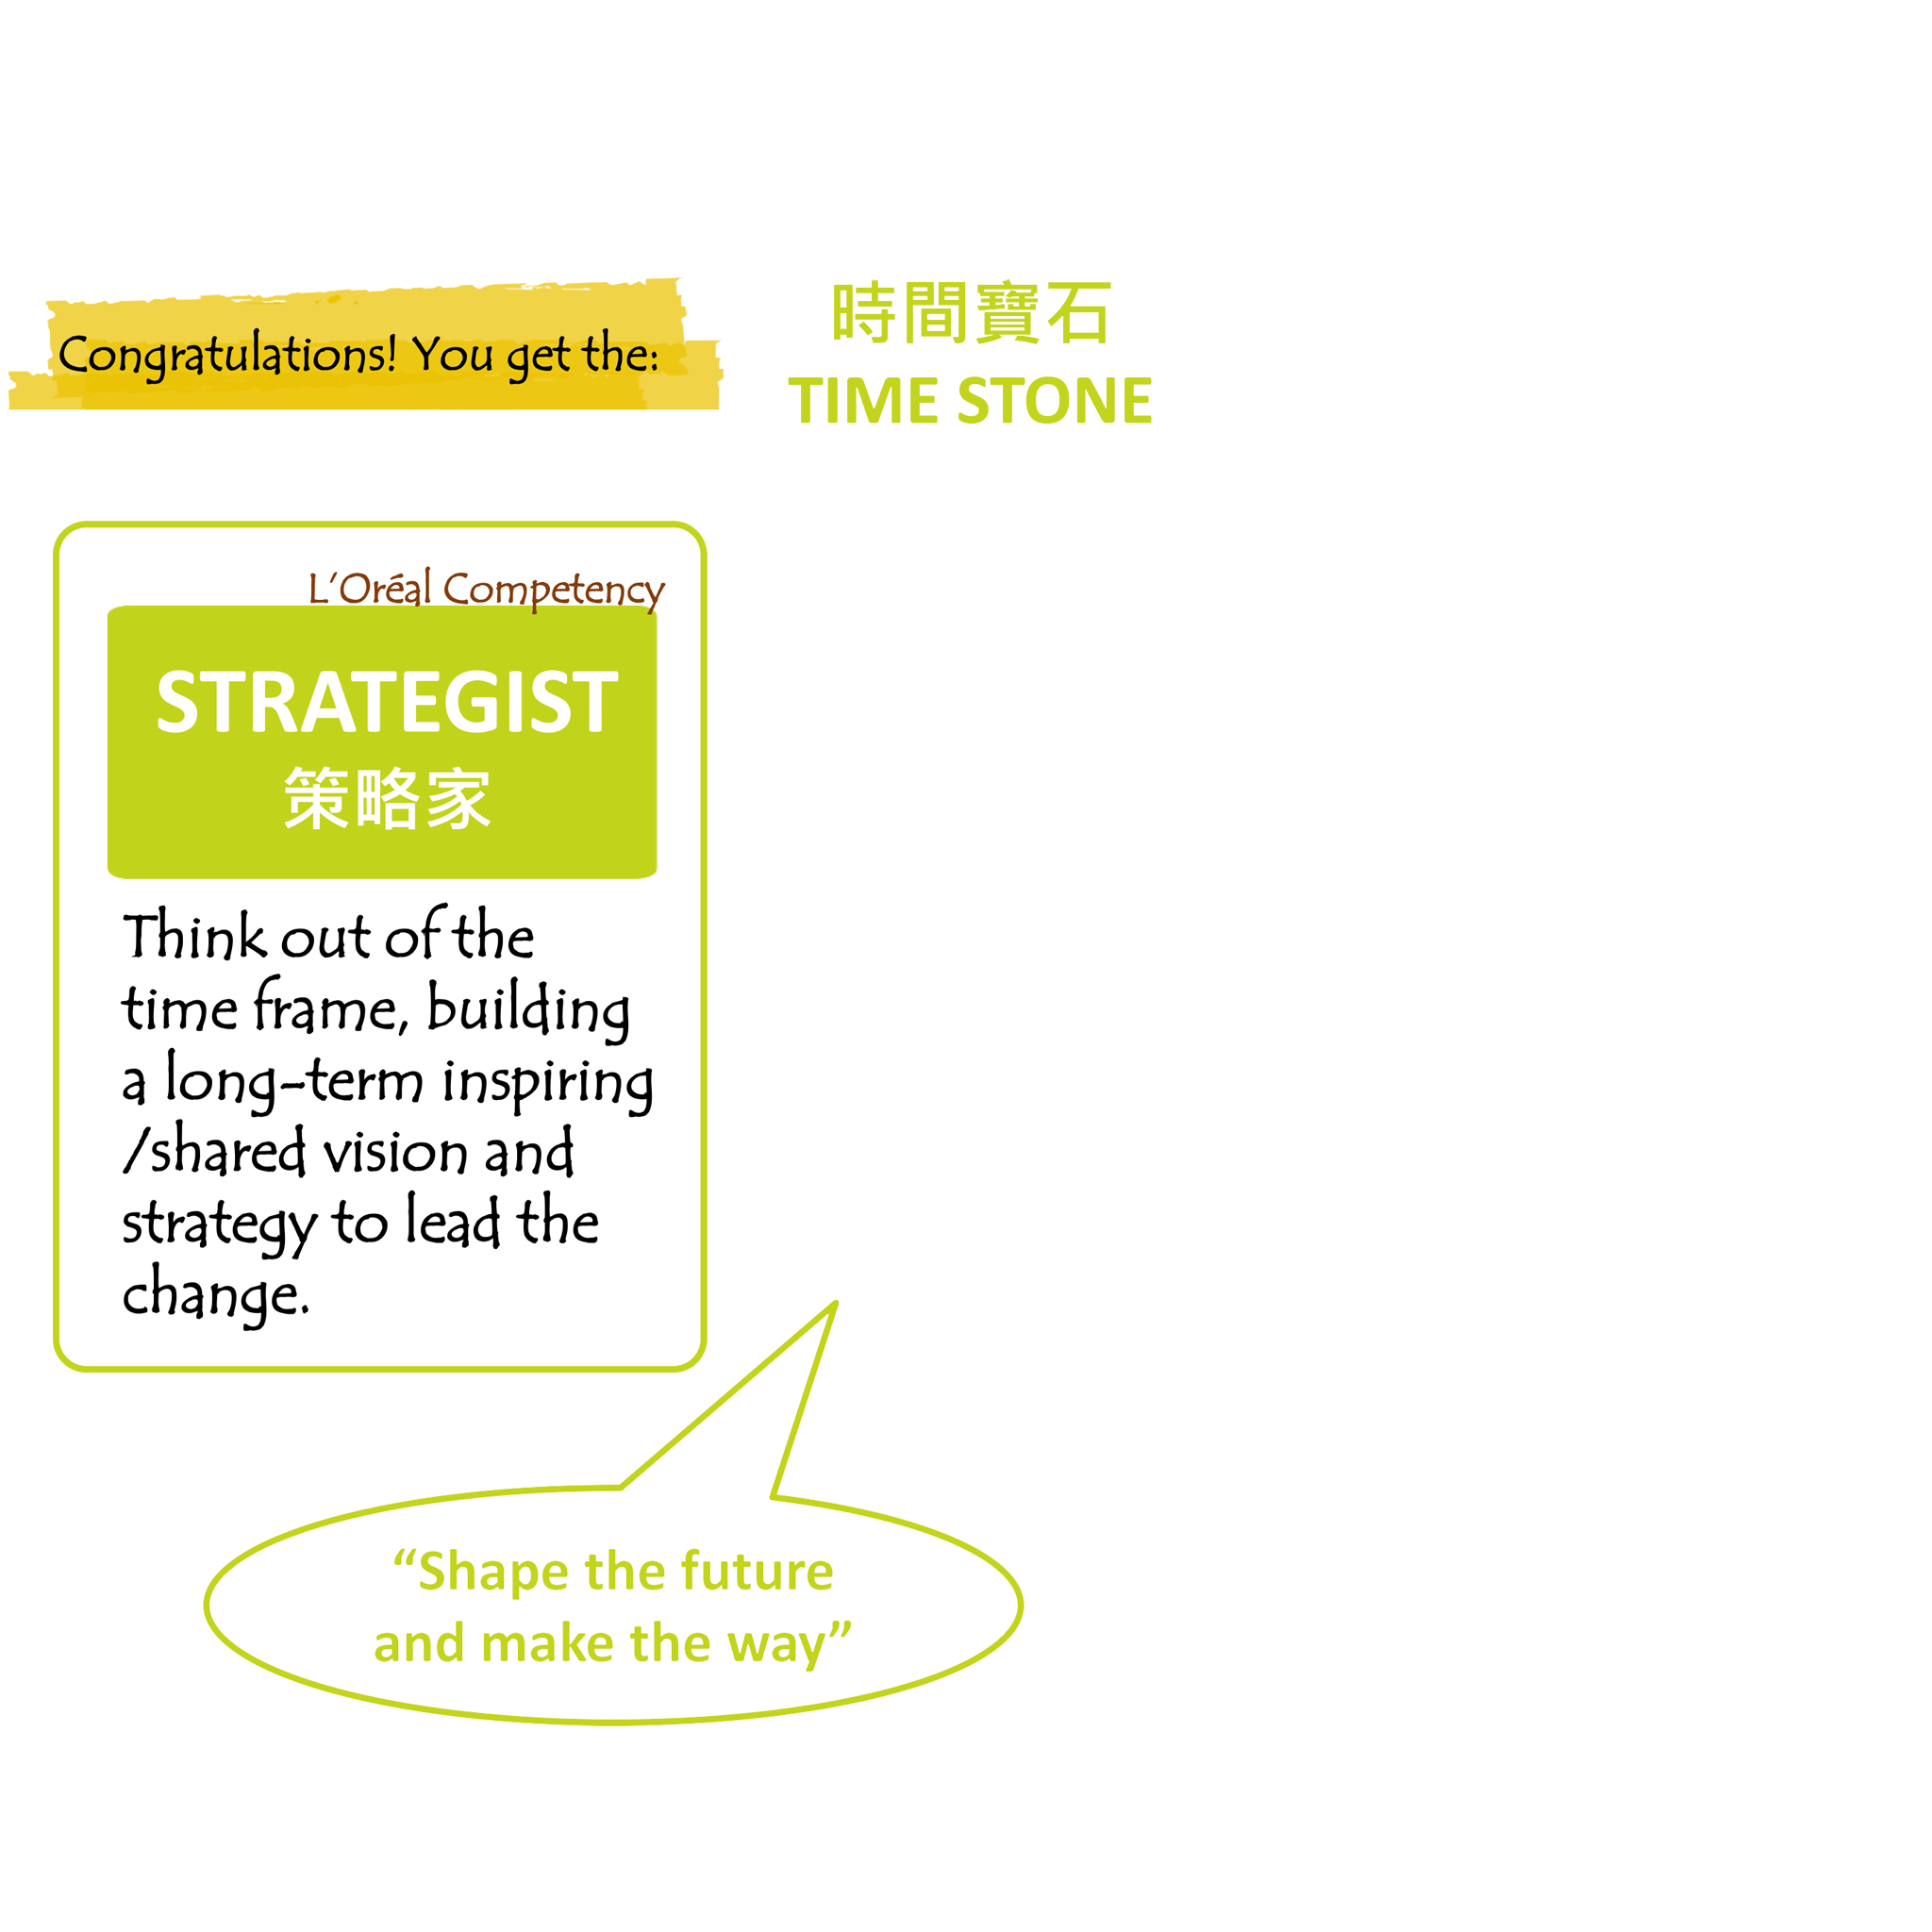 Congratulations! You get the:
時間寶石
TIME STONE
L'Oréal Competency
STRATEGIST
策略家
Think out of the
time frame, building
a long-term inspiring
/shared vision and
strategy to lead the
change.
“Shape the future
and make the way”